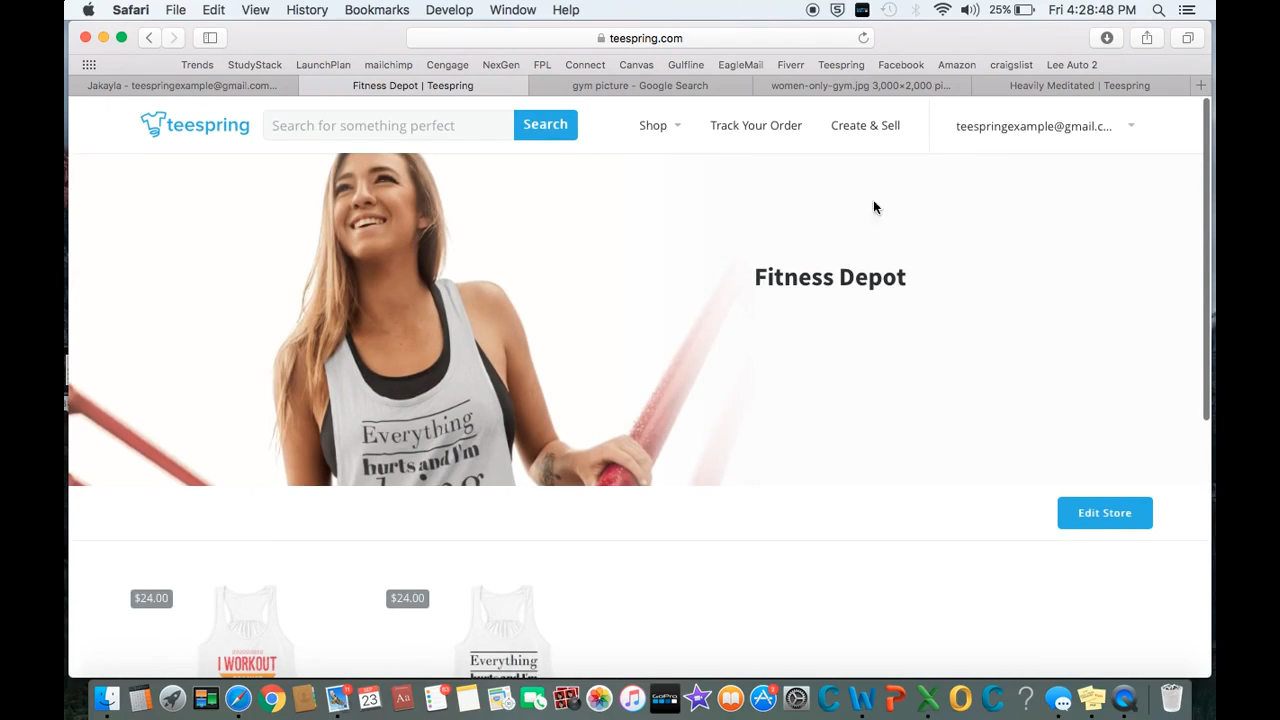 Safari File Edit View History Bookmarks Develop Window Help 25% Fri 4:28:48 PM
teespring.com
Trends StudyStack LaunchPlan mailchimp Cengage NexGen FPL Connect Canvas Gulfline EagleMail Fiverr Teespring Facebook Amazon craigslist Lee Auto 2
Jakayla - teespringexample@gmail.com... Fitness Depot | Teespring gym picture - Google Search women-only-gym.jpg 3,000×2,000 pi... Heavily Meditated | Teespring
teespring Search for something perfect Search Shop Track Your Order Create & Sell teespringexample@gmail.c...
Fitness Depot
Everything
hurts and I'm
Edit Store
$24.00 $24.00
I WORKOUT Everything